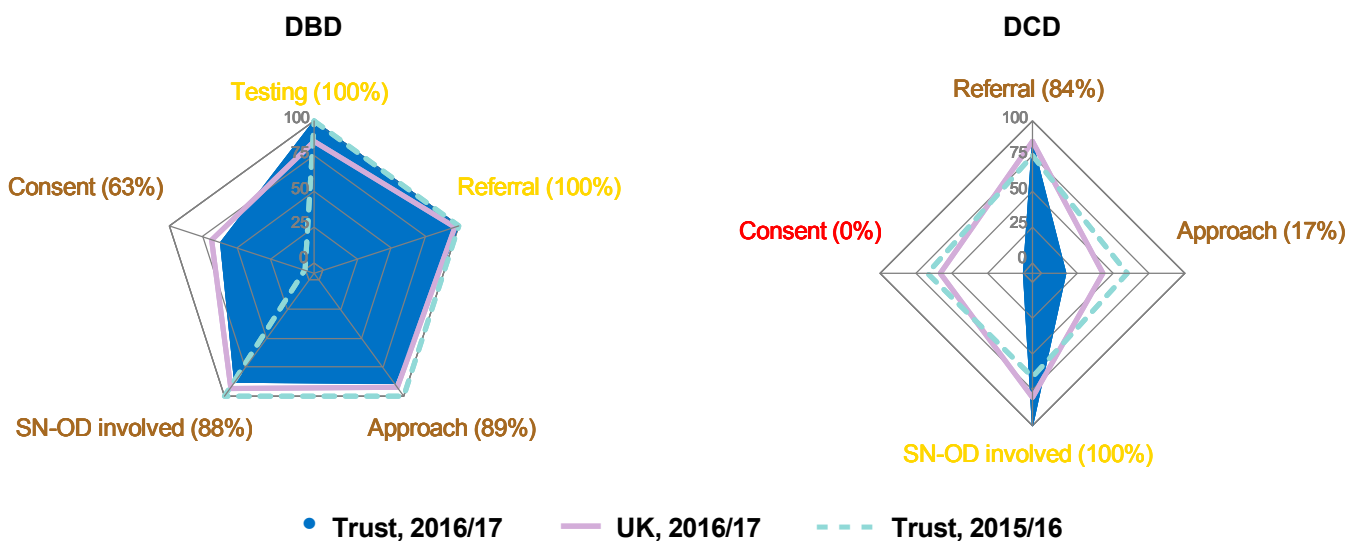 DBD
DCD
Testing (100%)
Referral (84%)
100
75
50
25
0
100
75
50
25
0
Consent (63%)
Referral (100%)
Consent (0%)
Approach (17%)
SN-OD involved (88%)
Approach (89%)
SN-OD involved (100%)
Trust, 2016/17
UK, 2016/17
Trust, 2015/16